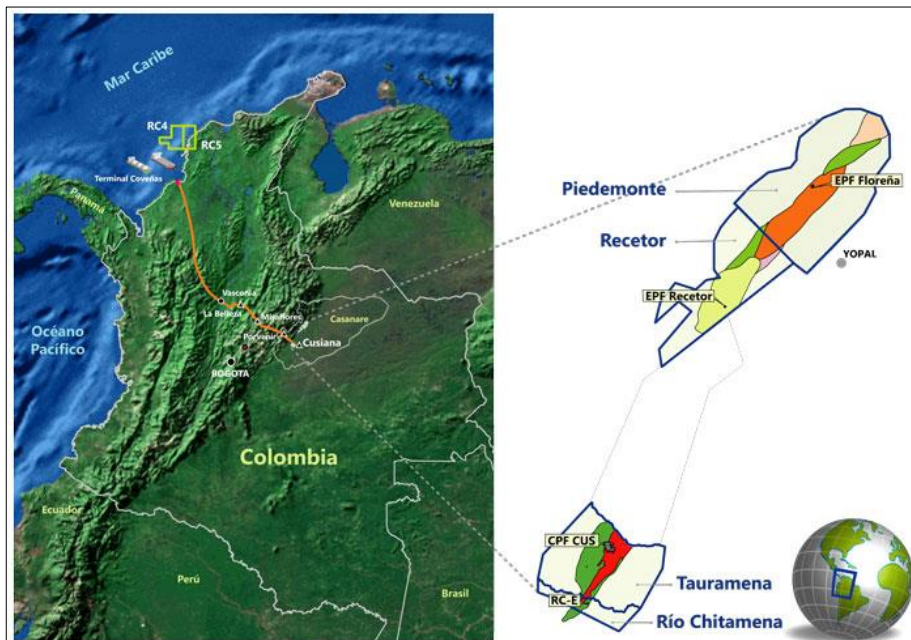 Mar Caribe
RC4
RC5
Terminal Coveñas
Panamá
Venezuela
Vasconia
La Belleza
Miraflores
Porvenir
Casanare
Cusiana
BOGOTA
Océano
Pacífico
Colombia
Ecuador
Perú
Brasil
Piedemonte
EPF Floreña
Recetor
YOPAL
EPF Recetor
CPF CUS
Tauramena
RC-E
Río Chitamena